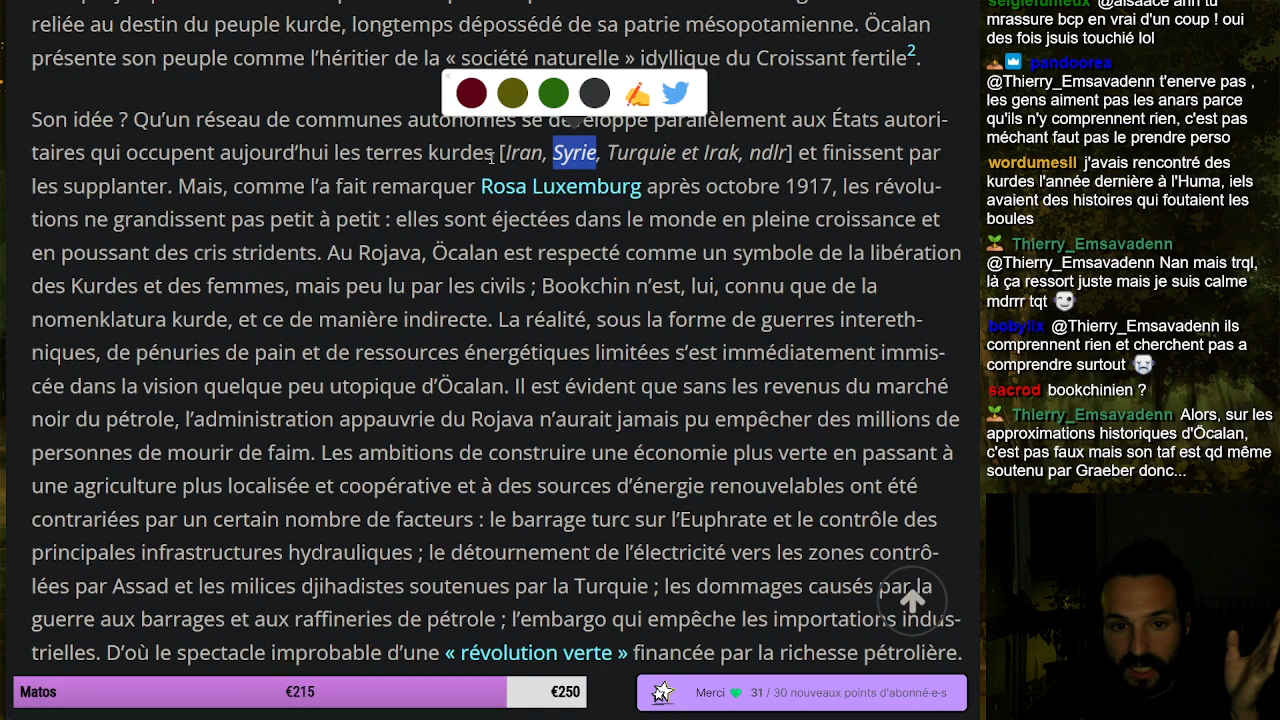 reliée au destin du peuple kurde, longtemps dépossédé de sa patrie mésopotamienne. Öcalan
présente son peuple comme l’héritier de la « société naturelle » idyllique du Croissant fertile2.
Son idée ? Qu’un réseau de communes autonomes se développe parallèlement aux États autori-
taires qui occupent aujourd’hui les terres kurdes [Iran, Syrie, Turquie et Irak, ndlr] et finissent par
les supplanter. Mais, comme l’a fait remarquer Rosa Luxemburg après octobre 1917, les révolu-
tions ne grandissent pas petit à petit : elles sont éjectées dans le monde en pleine croissance et
en poussant des cris stridents. Au Rojava, Öcalan est respecté comme un symbole de la libération
des Kurdes et des femmes, mais peu lu par les civils ; Bookchin n’est, lui, connu que de la
nomenklatura kurde, et ce de manière indirecte. La réalité, sous la forme de guerres intereth-
niques, de pénuries de pain et de ressources énergétiques limitées s’est immédiatement immis-
cée dans la vision quelque peu utopique d’Öcalan. Il est évident que sans les revenus du marché
noir du pétrole, l’administration appauvrie du Rojava n’aurait jamais pu empêcher des millions de
personnes de mourir de faim. Les ambitions de construire une économie plus verte en passant à
une agriculture plus localisée et coopérative et à des sources d’énergie renouvelables ont été
contrariées par un certain nombre de facteurs : le barrage turc sur l’Euphrate et le contrôle des
principales infrastructures hydrauliques ; le détournement de l’électricité vers les zones contrô-
lées par Assad et les milices djihadistes soutenues par la Turquie ; les dommages causés par la
guerre aux barrages et aux raffineries de pétrole ; l’embargo qui empêche les importations indus-
trielles. D’où le spectacle improbable d’une « révolution verte » financée par la richesse pétrolière.
Matos €215 €250
Merci 31 / 30 nouveaux points d'abonné·e·s
mrassure bcp en vrai d'un coup ! oui
des fois jsuis touchié lol
pandoorea
@Thierry_Emsavadenn t'enerve pas ,
les gens aiment pas les anars parce
qu'ils n'y comprennent rien, c'est pas
méchant faut pas le prendre perso
wordumesil j'avais rencontré des
kurdes l'année dernière à l'Huma, iels
avaient des histoires qui foutaient les
boules
Thierry_Emsavadenn
@Thierry_Emsavadenn Nan mais trql,
là ça ressort juste mais je suis calme
mdrrr tqt
bobylix @Thierry_Emsavadenn ils
comprennent rien et cherchent pas a
comprendre surtout
sacrod bookchinien ?
Thierry_Emsavadenn Alors, sur les
approximations historiques d'Öcalan,
c'est pas faux mais son taf est qd même
soutenu par Graeber donc...